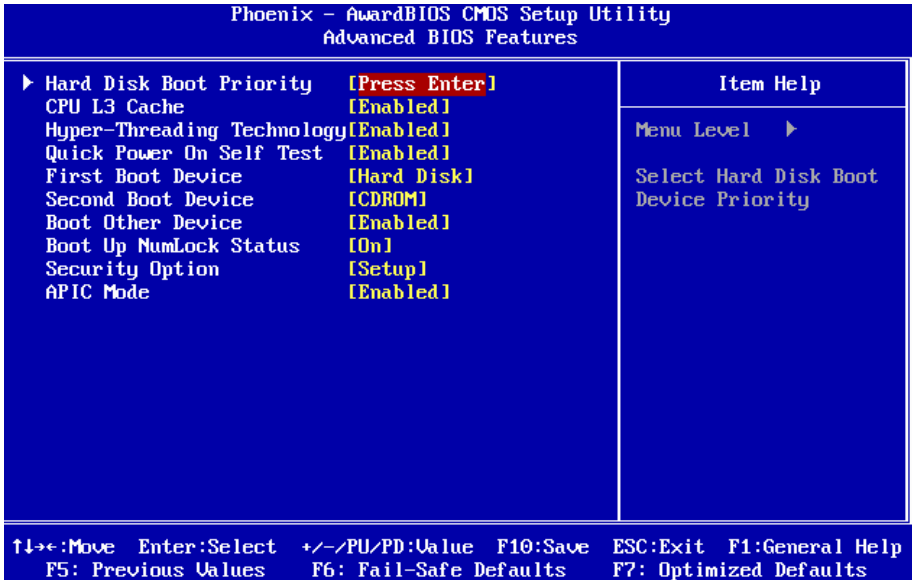 Phoenix - AwardBIOS CMOS Setup Utility
Advanced BIOS Features
Hard Disk Boot Priority [Press Enter]
CPU L3 Cache [Enabled]
Hyper-Threading Technology[Enabled]
Quick Power On Self Test [Enabled]
First Boot Device [Hard Disk]
Second Boot Device [CDROM]
Boot Other Device [Enabled]
Boot Up NumLock Status [On]
Security Option [Setup]
APIC Mode [Enabled]
Item Help
Menu Level
Select Hard Disk Boot
Device Priority
↑↓→←:Move Enter:Select +/-/PU/PD:Value F10:Save ESC:Exit F1:General Help
F5: Previous Values F6: Fail-Safe Defaults F7: Optimized Defaults